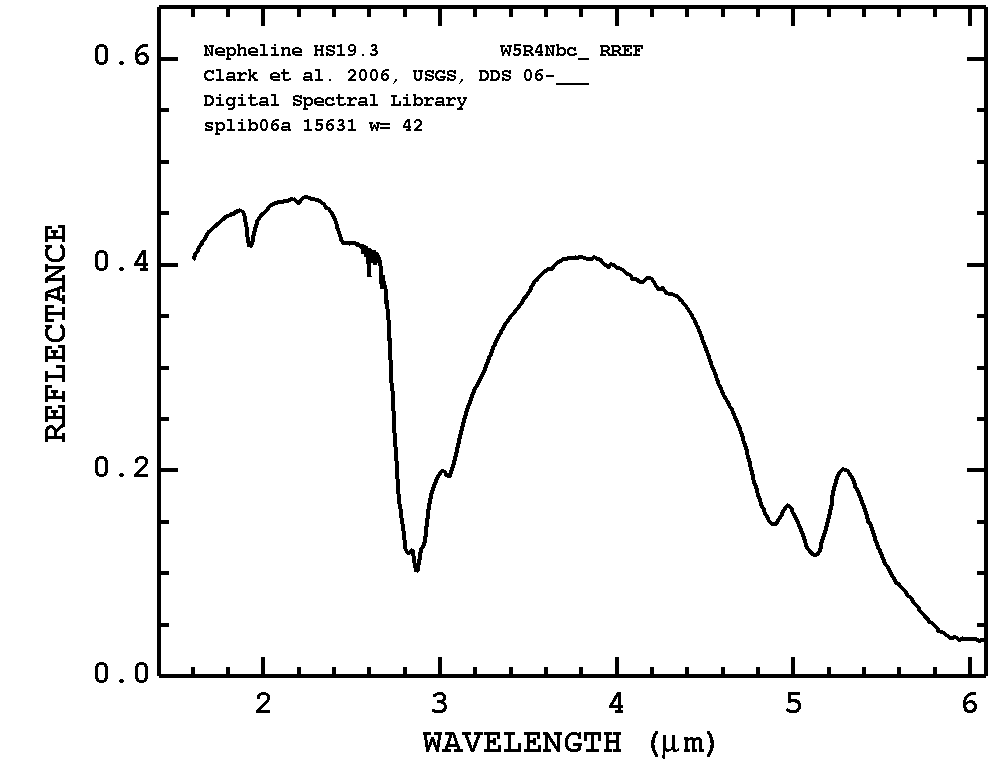 Nepheline HS19.3 W5R4Nbc_ RREF
Clark et al. 2006, USGS, DDS 06-___
Digital Spectral Library
splib06a 15631 w= 42
REFLECTANCE
0.6
0.4
0.2
0.0
2 3 4 5 6
WAVELENGTH (μm)